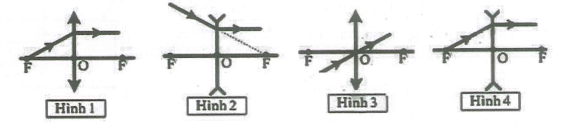 F O F
F O F
F O F
F O F
Hình 1
Hình 2
Hình 3
Hình 4